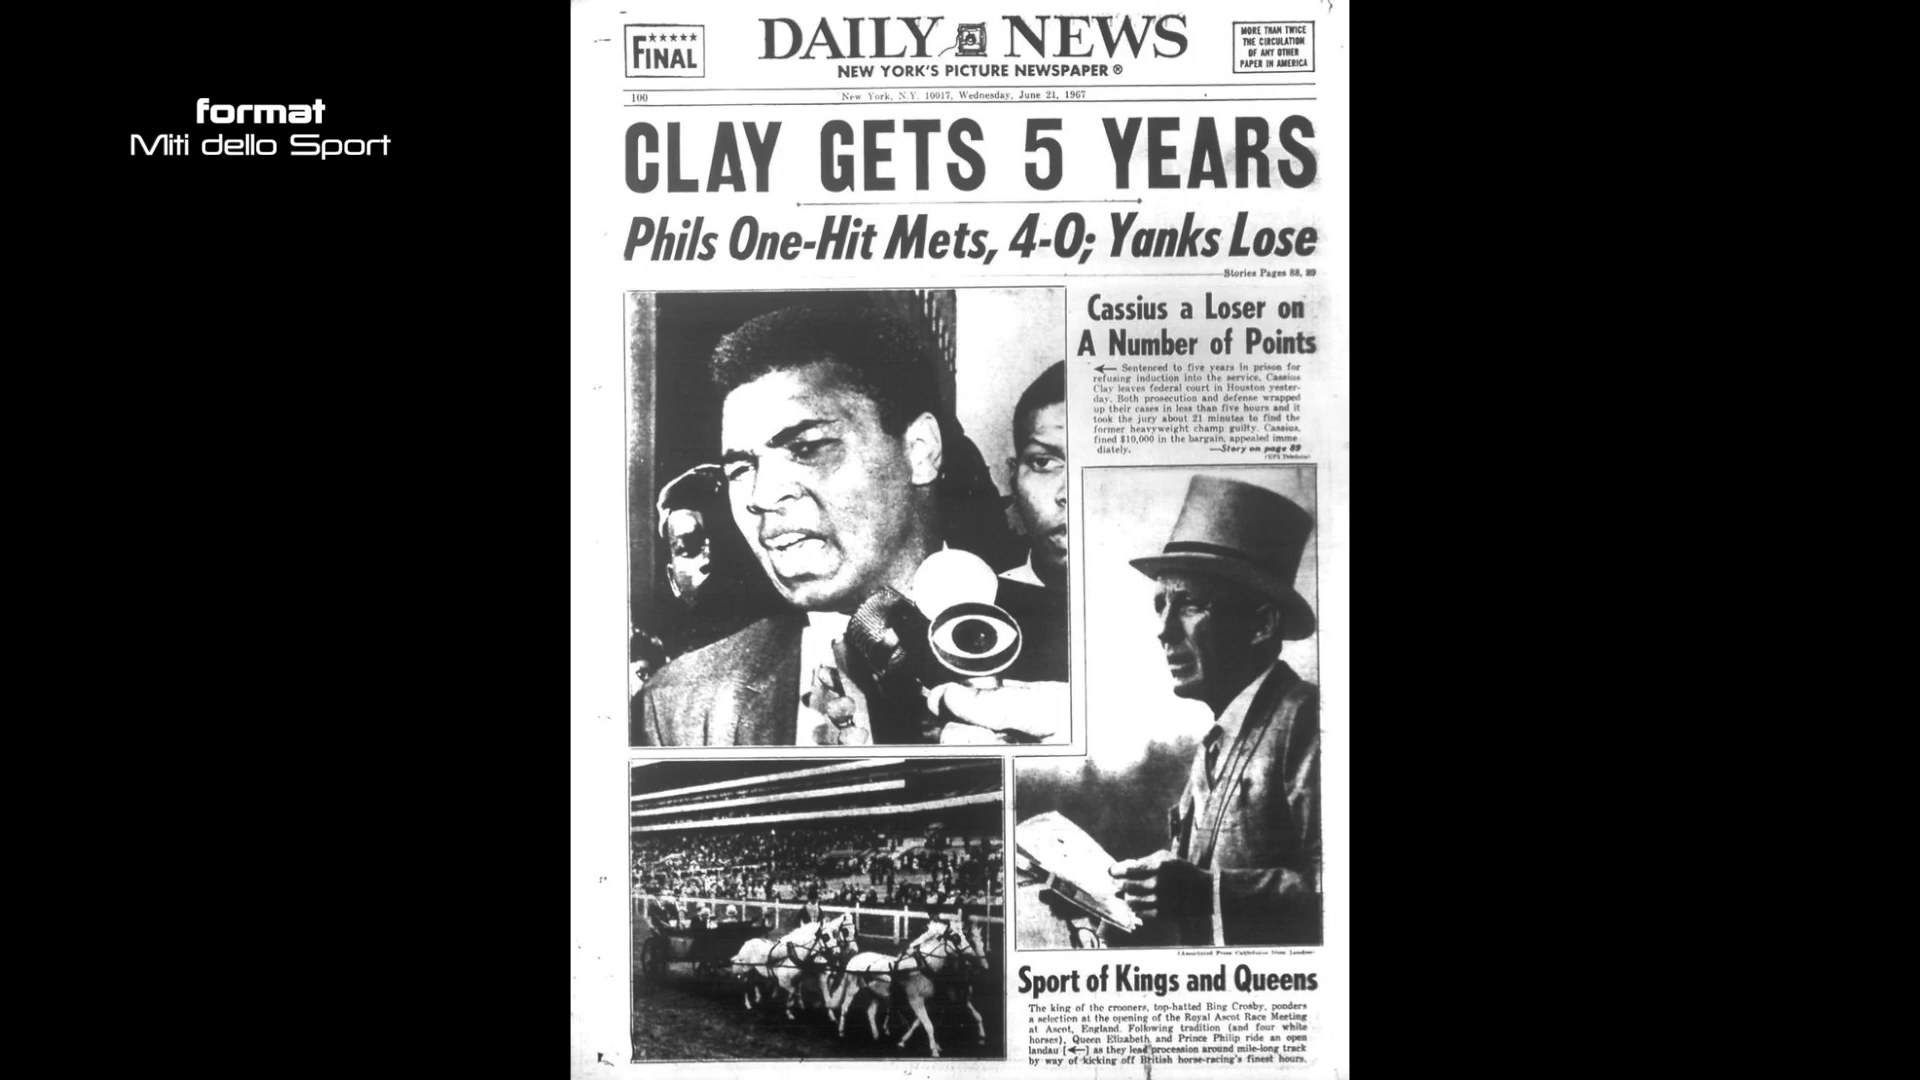 format
Miti dello Sport
★★★★★
FINAL
DAILY NEWS
NEW YORK'S PICTURE NEWSPAPER ®
MORE THAN TWICE
THE CIRCULATION
OF ANY OTHER
PAPER IN AMERICA
100
New York, N.Y. 10017, Wednesday, June 21, 1967
CLAY GETS 5 YEARS
Phils One-Hit Mets, 4-0; Yanks Lose
Stories Pages 88, 89
Cassius a Loser on
A Number of Points
Sentenced to five years in prison for
refusing induction into the service, Cassius
Clay leaves federal court in Houston yester-
day. Both prosecution and defense wrapped
up their cases in less than five hours and it
took the jury about 21 minutes to find the
former heavyweight champ guilty. Cassius,
fined $10,000 in the bargain, appealed imme
diately. —Story on page 89
Sport of Kings and Queens
The king of the crooners, top-hatted Bing Crosby, ponders
a selection at the opening of the Royal Ascot Race Meeting
at Ascot, England. Following tradition (and four white
horses), Queen Elizabeth and Prince Philip ride an open
landau [←] as they lead procession around mile-long track
by way of kicking off British horse-racing's finest hours.